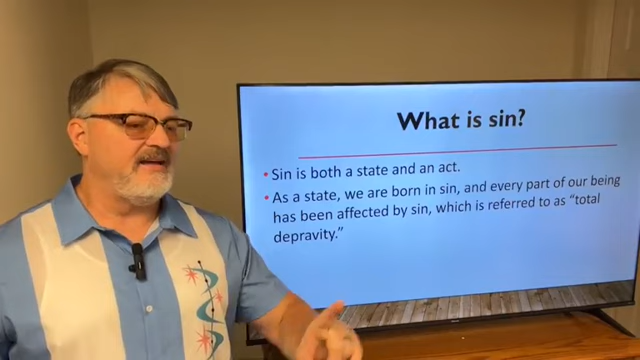 What is sin?
• Sin is both a state and an act.
• As a state, we are born in sin, and every part of our being
has been affected by sin, which is referred to as “total
depravity.”